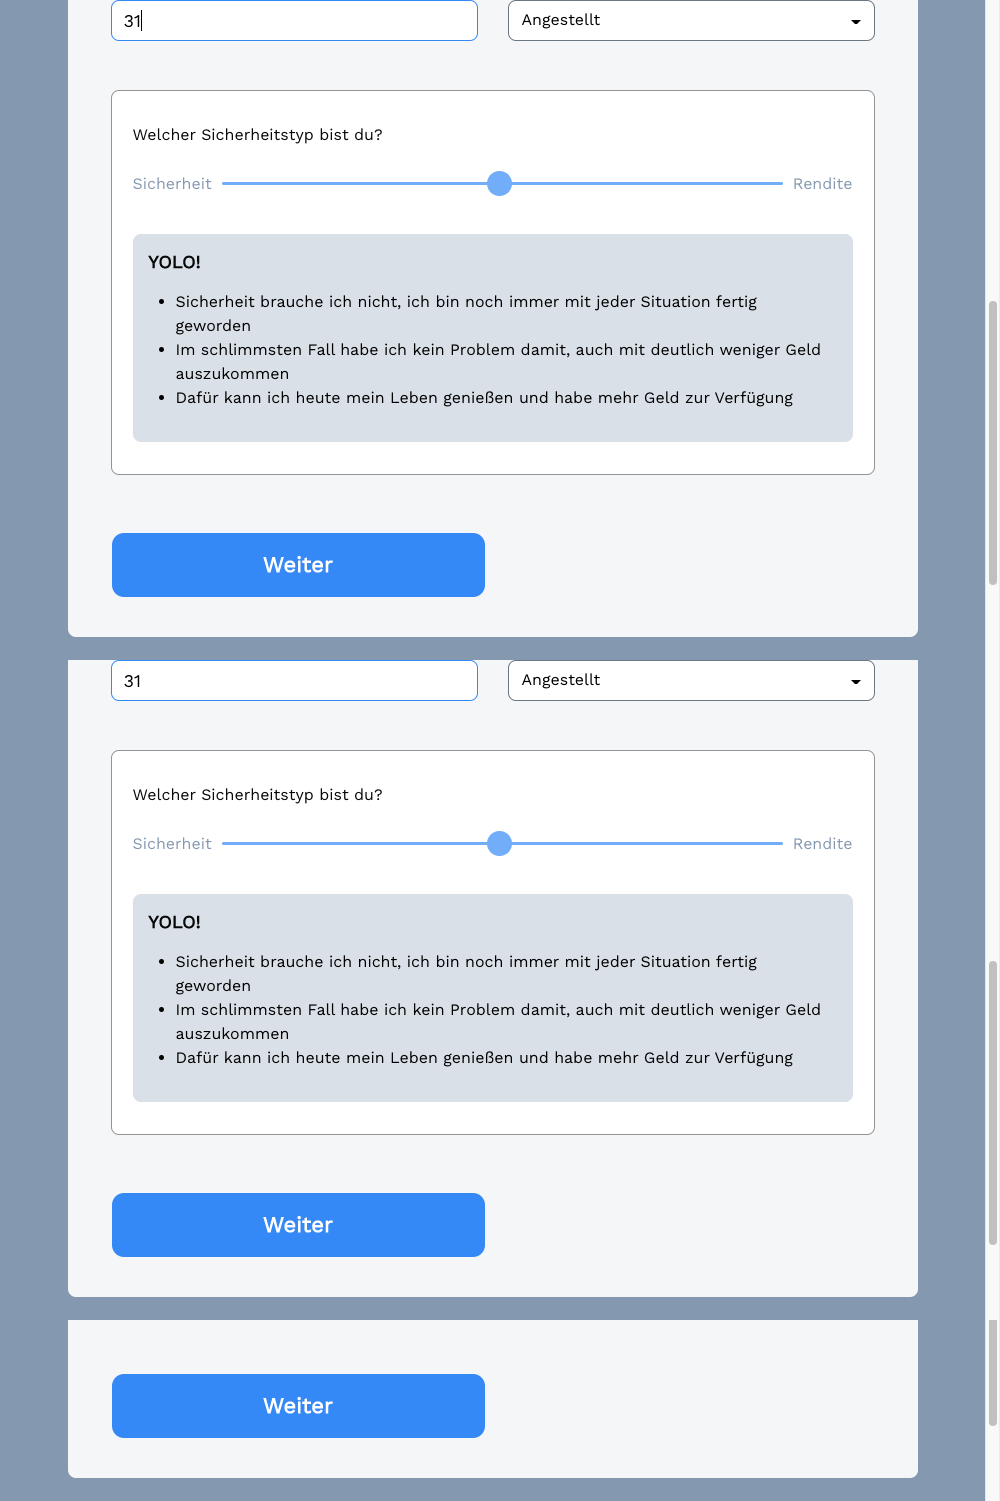 31 Angestellt
Welcher Sicherheitstyp bist du?
Sicherheit Rendite
YOLO!
• Sicherheit brauche ich nicht, ich bin noch immer mit jeder Situation fertig
geworden
• Im schlimmsten Fall habe ich kein Problem damit, auch mit deutlich weniger Geld
auszukommen
• Dafür kann ich heute mein Leben genießen und habe mehr Geld zur Verfügung
Weiter
31 Angestellt
Welcher Sicherheitstyp bist du?
Sicherheit Rendite
YOLO!
• Sicherheit brauche ich nicht, ich bin noch immer mit jeder Situation fertig
geworden
• Im schlimmsten Fall habe ich kein Problem damit, auch mit deutlich weniger Geld
auszukommen
• Dafür kann ich heute mein Leben genießen und habe mehr Geld zur Verfügung
Weiter
Weiter